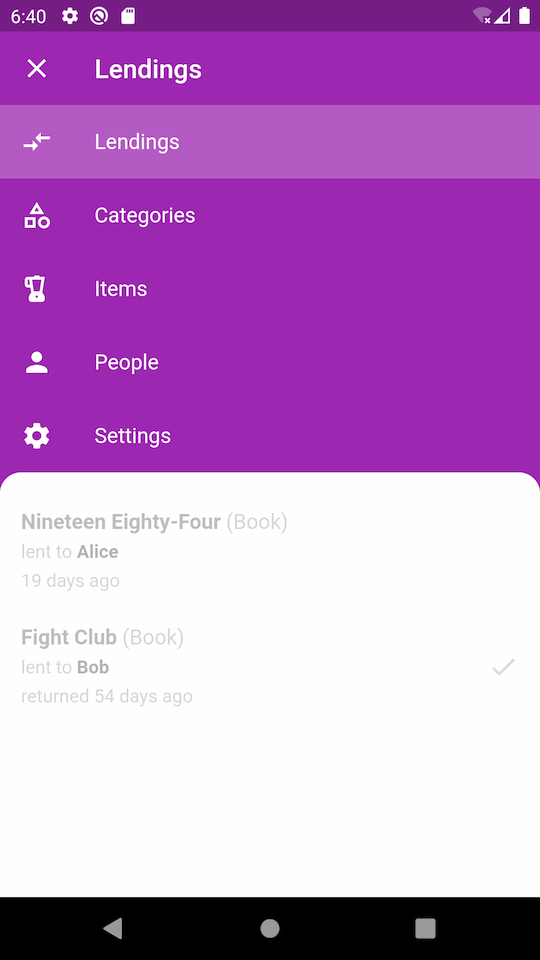 6:40
Lendings
Lendings
Categories
Items
People
Settings
Nineteen Eighty-Four (Book)
lent to Alice
19 days ago
Fight Club (Book)
lent to Bob
returned 54 days ago